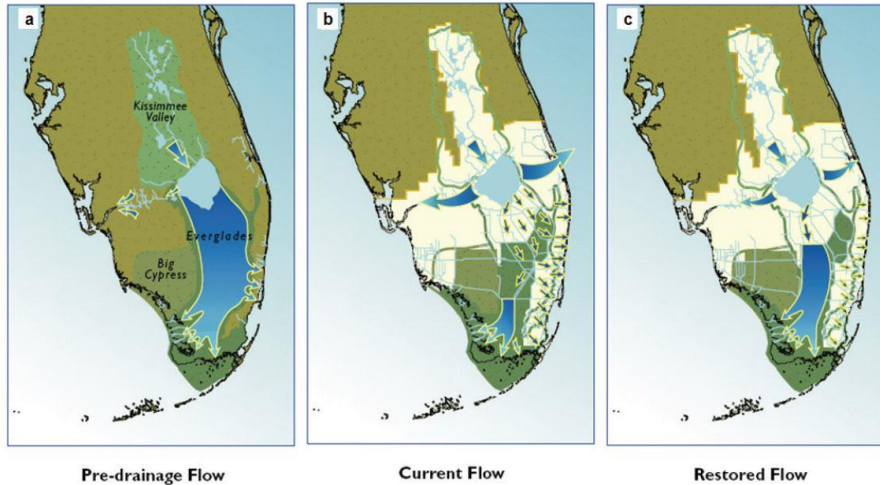 a
b
c
Kissimmee
Valley
Everglades
Big
Cypress
Pre-drainage Flow
Current Flow
Restored Flow